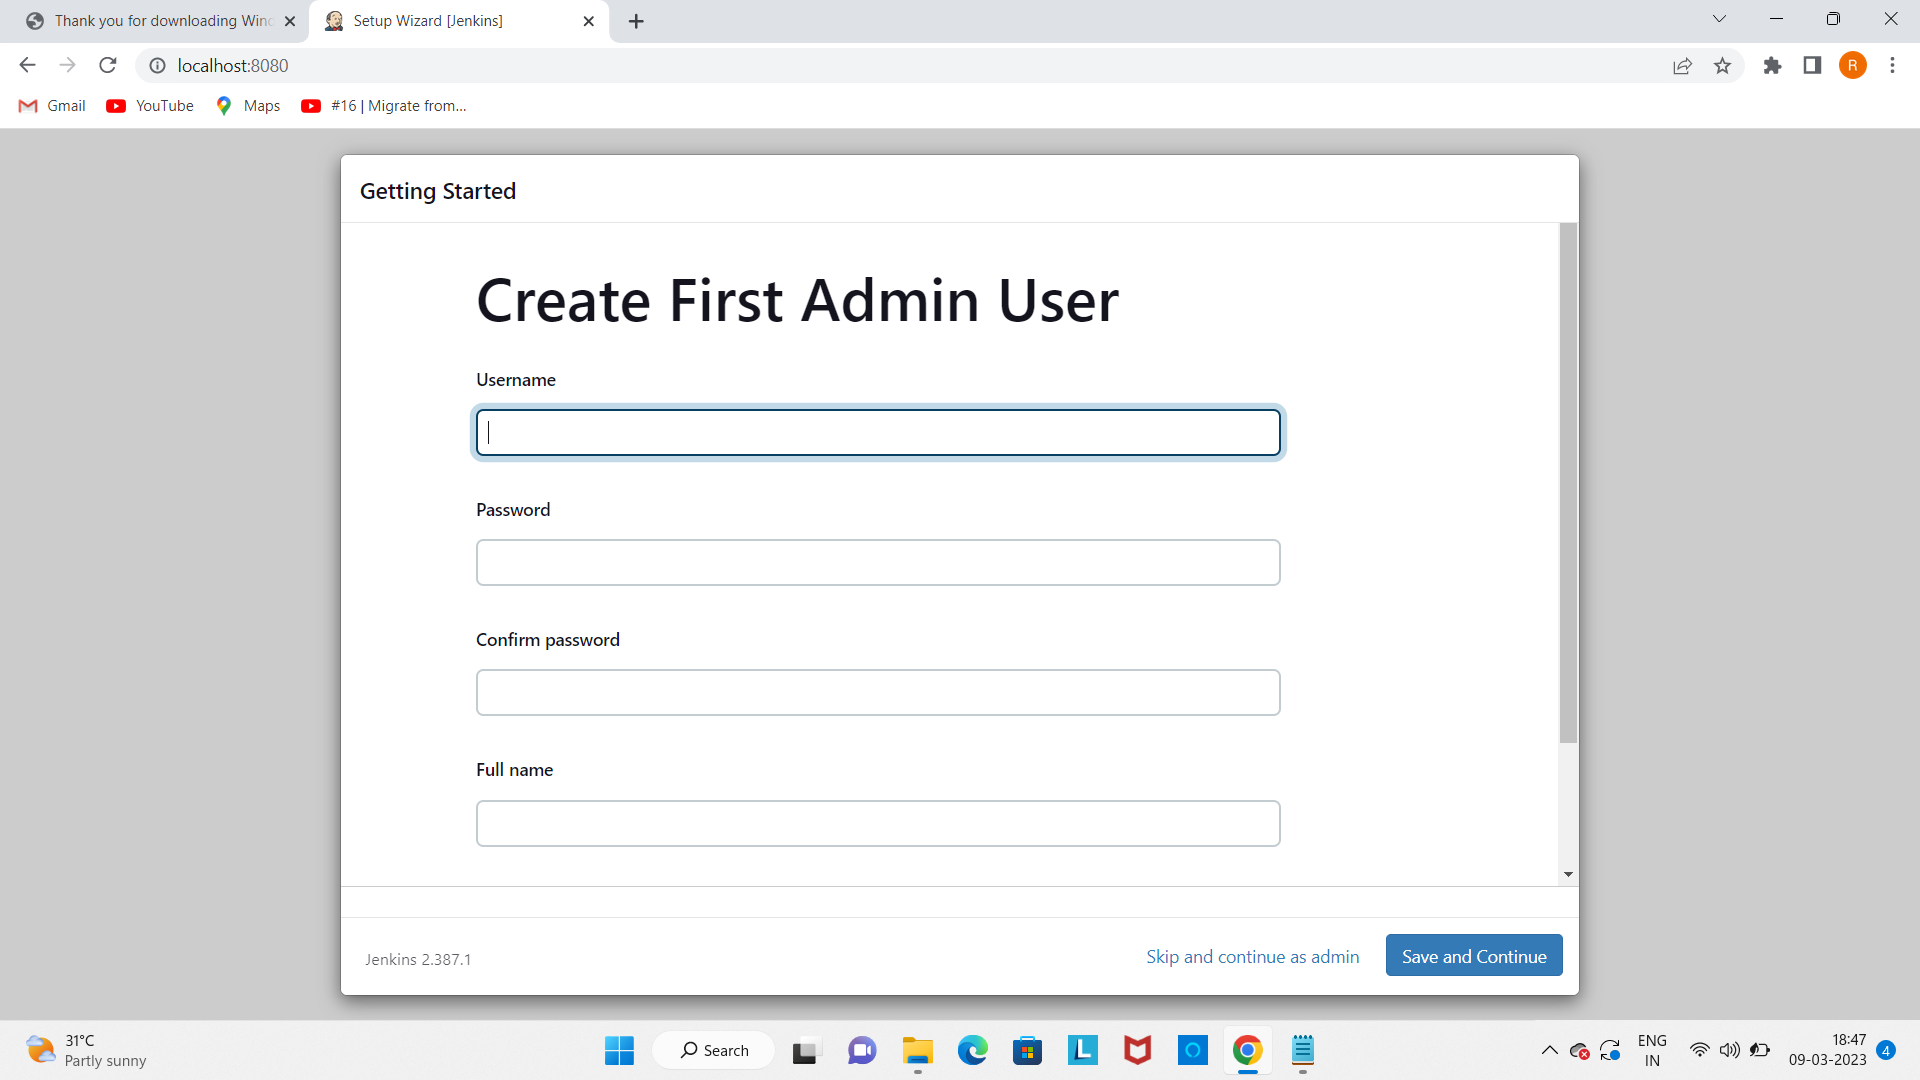 Thank you for downloading Winc
Setup Wizard [Jenkins]
localhost:8080
R
Gmail
YouTube
Maps
#16 | Migrate from...
Getting Started
Create First Admin User
Username
Password
Confirm password
Full name
Jenkins 2.387.1
Skip and continue as admin
Save and Continue
31°C
Partly sunny
Search
L
ENG
IN
18:47
09-03-2023
4